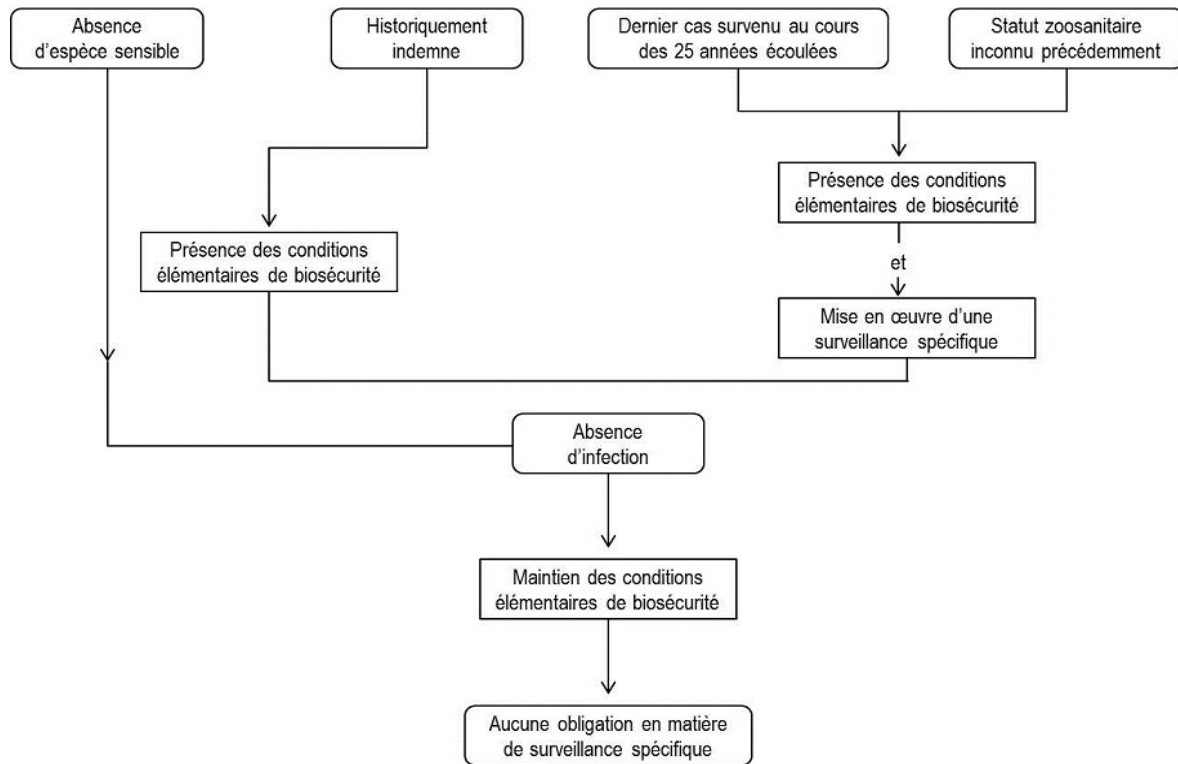 Absence
d'espèce sensible
Historiquement
indemne
Dernier cas survenu au cours
des 25 années écoulées
Statut zoosanitaire
inconnu précédemment
Présence des conditions
élémentaires de biosécurité
et
Présence des conditions
élémentaires de biosécurité
Mise en œuvre d'une
surveillance spécifique
Absence
d'infection
Maintien des conditions
élémentaires de biosécurité
Aucune obligation en matière
de surveillance spécifique